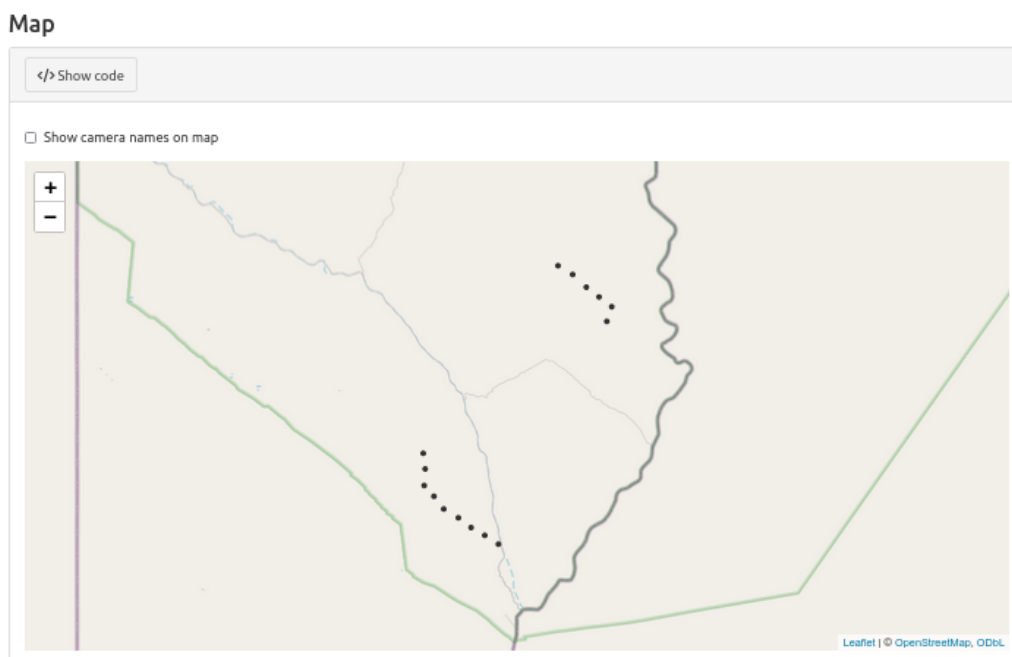 Map
</> Show code
Show camera names on map
+
−
Leaflet | © OpenStreetMap, ODbL